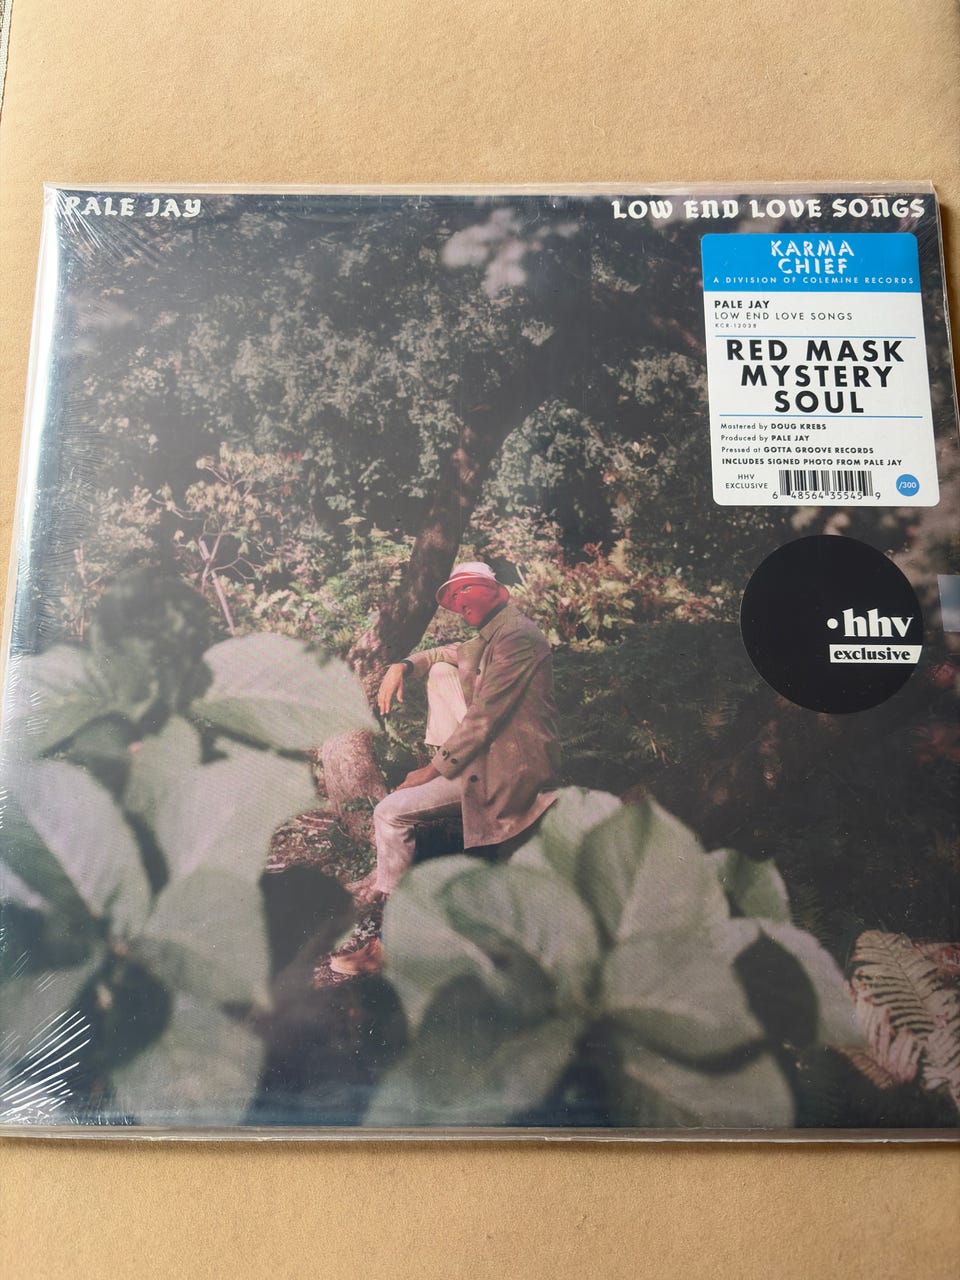 PALE JAY
LOW END LOVE SONGS
KARMA
CHIEF
A DIVISION OF COLEMINE RECORDS
PALE JAY
LOW END LOVE SONGS
KCR-12038
RED MASK
MYSTERY
SOUL
Mastered by DOUG KREBS
Produced by PALE JAY
Pressed at GOTTA GROOVE RECORDS
INCLUDES SIGNED PHOTO FROM PALE JAY
HHV
EXCLUSIVE
6 48564 35545 9
/300
•hhv
exclusive